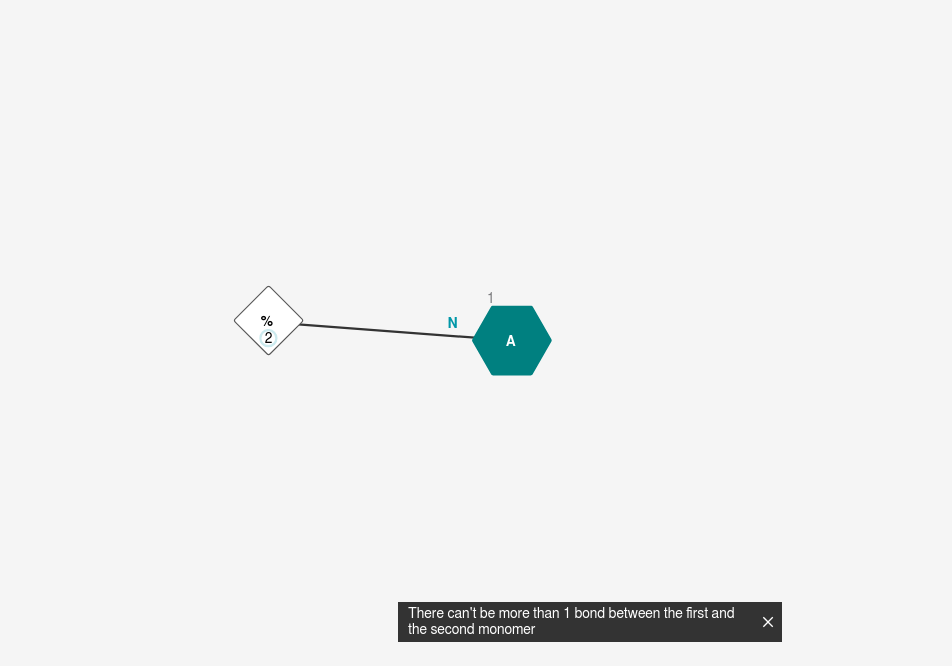 1
%
2
N
A
There can't be more than 1 bond between the first and
the second monomer